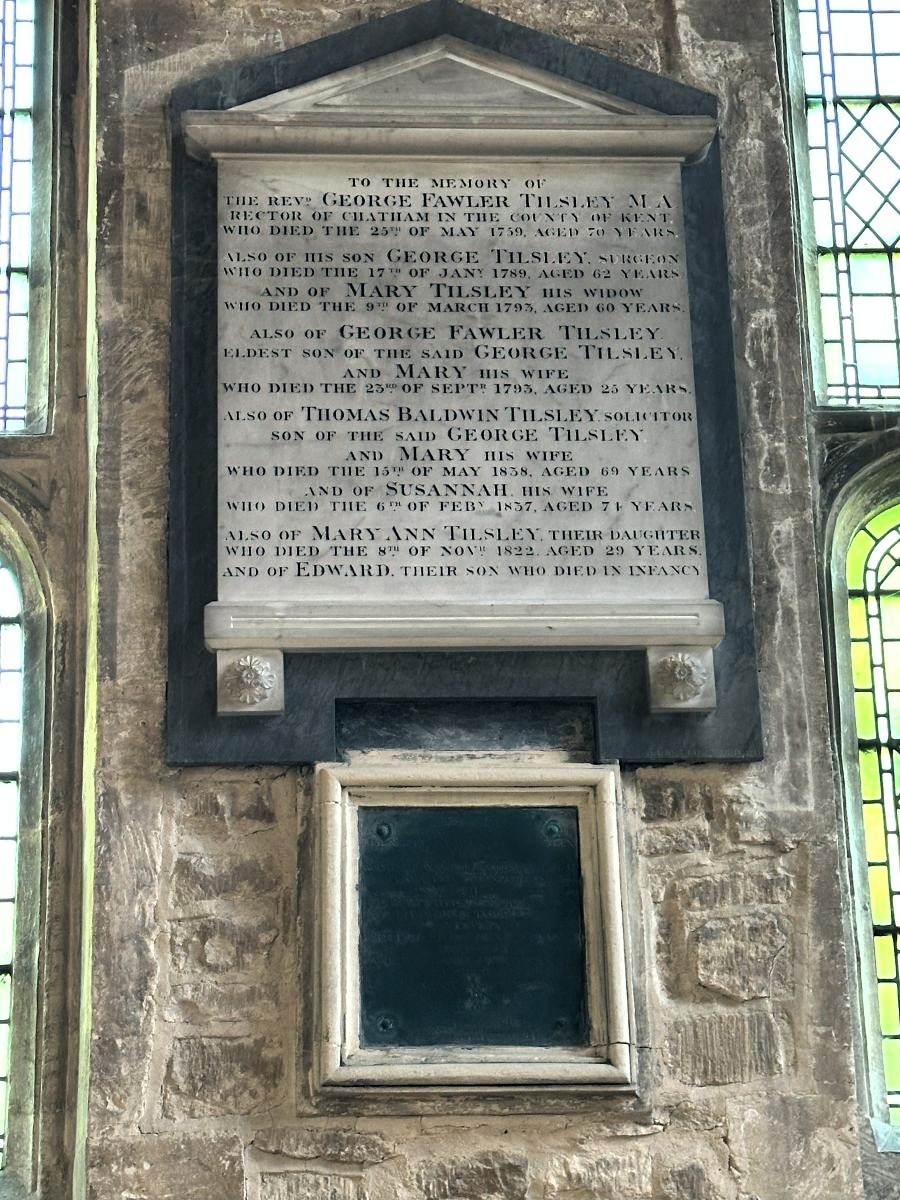 TO THE MEMORY OF
THE REVD. GEORGE FAWLER TILSLEY M.A
RECTOR OF CHATHAM IN THE COUNTY OF KENT
WHO DIED THE 25TH OF MAY 1759, AGED 70 YEARS.
ALSO OF HIS SON GEORGE TILSLEY, SURGEON
WHO DIED THE 17TH OF JANY 1789, AGED 62 YEARS.
AND OF MARY TILSLEY HIS WIDOW
WHO DIED THE 9TH OF MARCH 1793, AGED 60 YEARS.
ALSO OF GEORGE FAWLER TILSLEY.
ELDEST SON OF THE SAID GEORGE TILSLEY,
AND MARY HIS WIFE
WHO DIED THE 23RD OF SEPTR 1793, AGED 25 YEARS.
ALSO OF THOMAS BALDWIN TILSLEY, SOLICITOR
SON OF THE SAID GEORGE TILSLEY
AND MARY HIS WIFE
WHO DIED THE 15TH OF MAY 1838, AGED 69 YEARS
AND OF SUSANNAH, HIS WIFE
WHO DIED THE 6TH OF FEBY 1837, AGED 74 YEARS.
ALSO OF MARY ANN TILSLEY, THEIR DAUGHTER
WHO DIED THE 8TH OF NOVR 1822, AGED 29 YEARS.
AND OF EDWARD, THEIR SON WHO DIED IN INFANCY